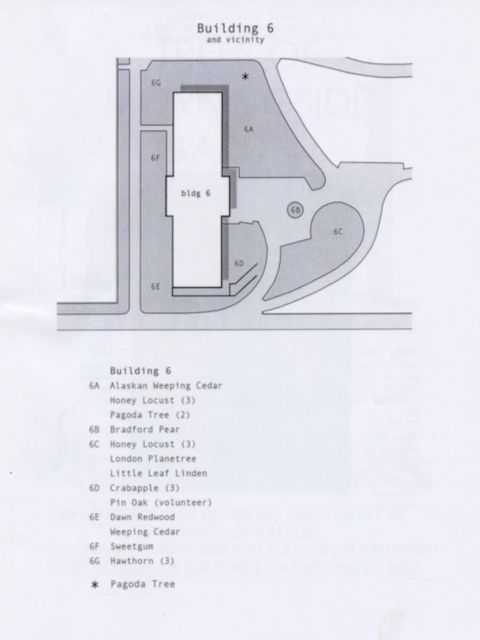 Building 6
and vicinity
6G
6A
6F
bldg 6
6B
6C
6D
6E
Building 6
6A Alaskan Weeping Cedar
Honey Locust (3)
Pagoda Tree (2)
6B Bradford Pear
6C Honey Locust (3)
London Planetree
Little Leaf Linden
6D Crabapple (3)
Pin Oak (volunteer)
6E Dawn Redwood
Weeping Cedar
6F Sweetgum
6G Hawthorn (3)
* Pagoda Tree